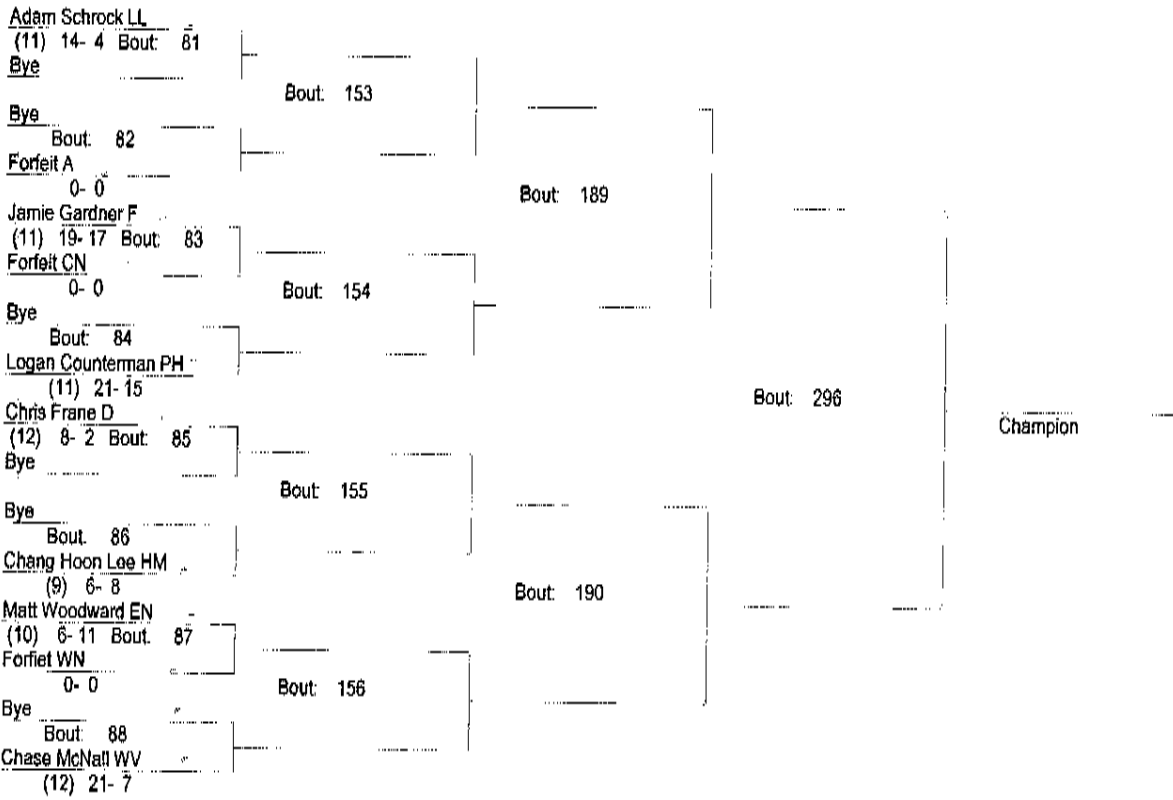 Adam Schrock LL
(11) 14- 4 Bout: 81
Bye
Bout: 153
Bye
Bout: 82
Forfeit A
0- 0
Bout: 189
Jamie Gardner F
(11) 19- 17 Bout: 83
Forfeit CN
0- 0
Bout: 154
Bye
Bout: 84
Logan Counterman PH
(11) 21- 15
Bout: 296
Chris Frane D
(12) 8- 2 Bout: 85
Champion
Bye
Bout: 155
Bye
Bout. 86
Chang Hoon Lee HM
(9) 6- 8
Bout: 190
Matt Woodward EN
(10) 6- 11 Bout. 87
Forfiet WN
0- 0
Bout: 156
Bye
Bout: 88
Chase McNall WV
(12) 21- 7